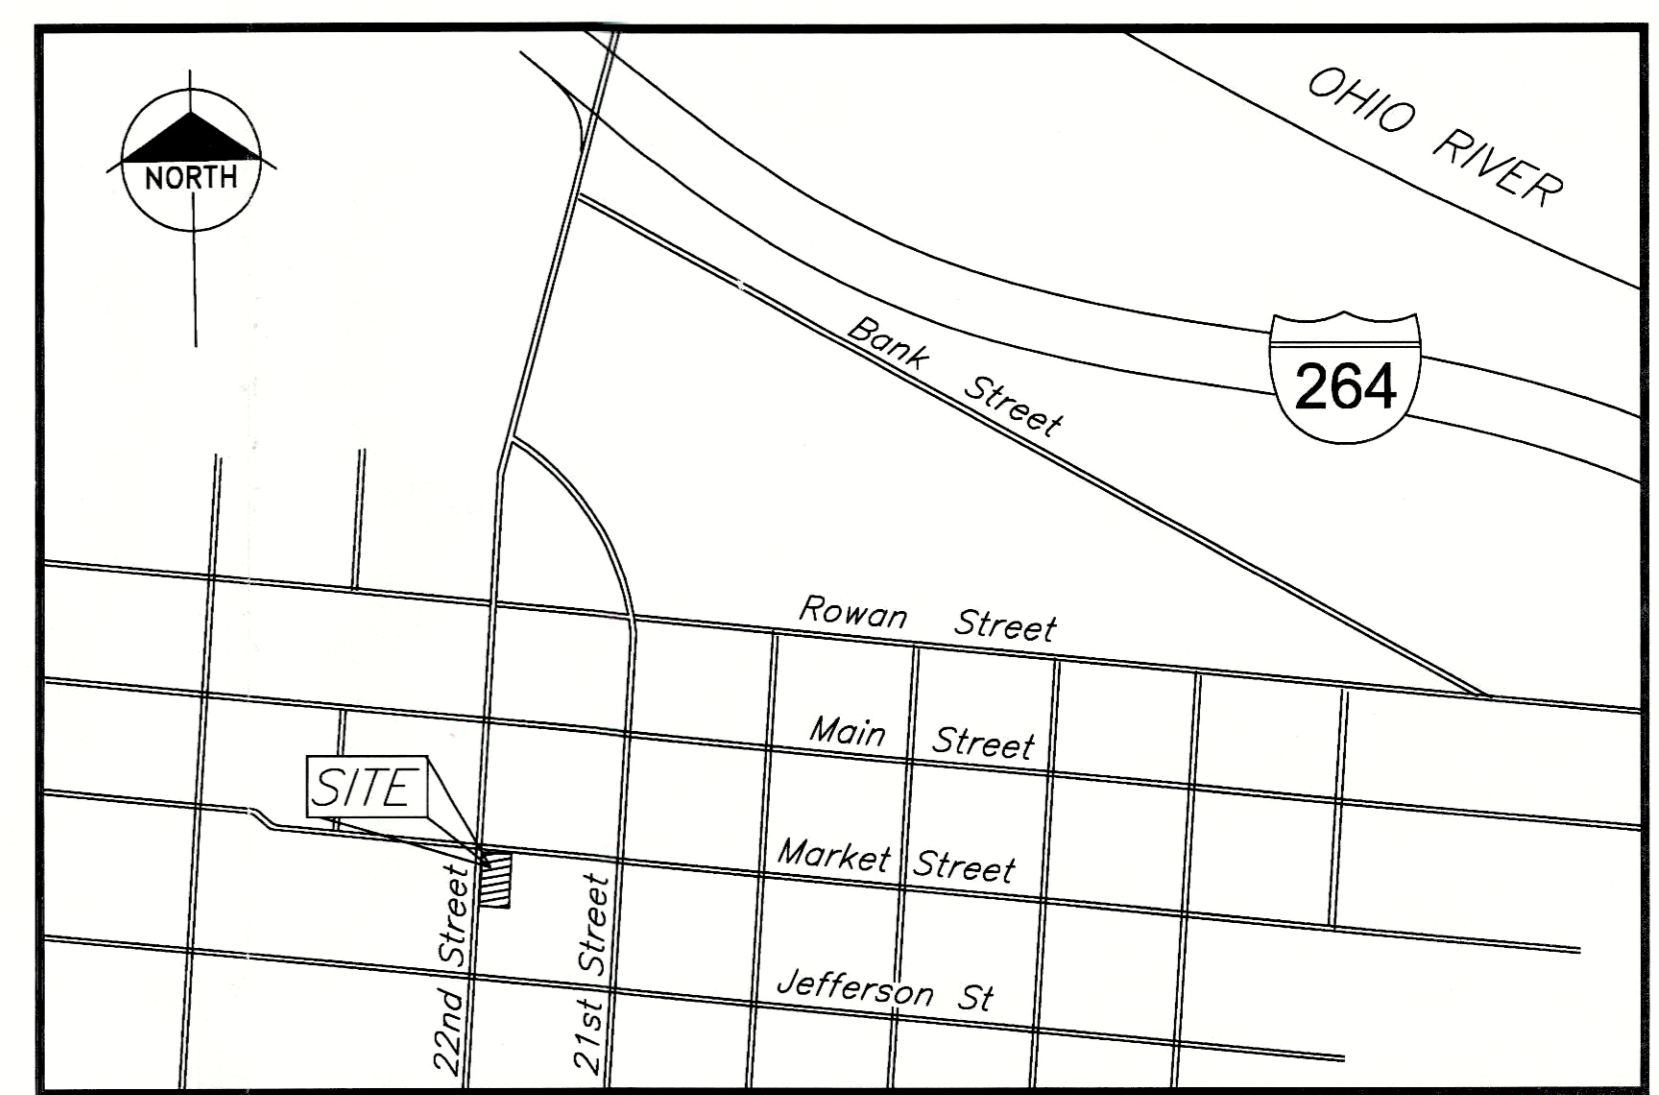 OHIO RIVER
NORTH
264
Bank Street
Rowan Street
Main Street
SITE
Market Street
22nd Street
21st Street
Jefferson St